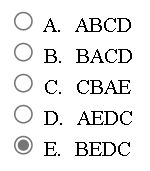 A. ABCD
B. BACD
C. CBAE
D. AEDC
E. BEDC